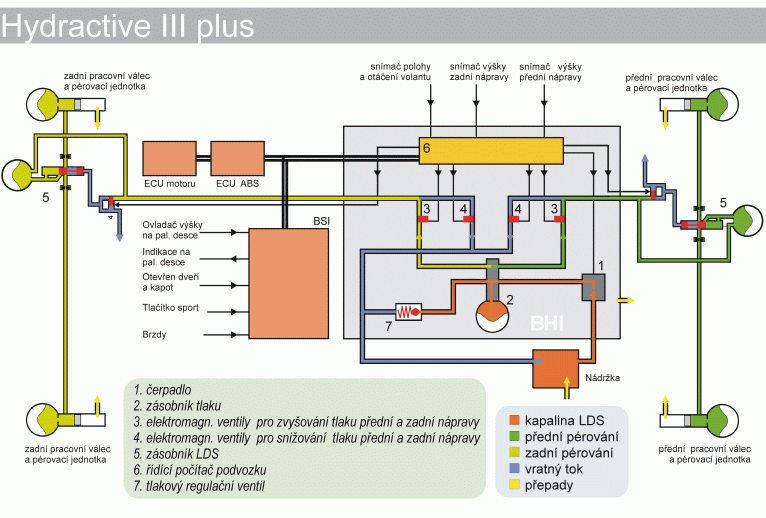 Hydractive III plus
zadní pracovní válec
a pérovací jednotka
snímač polohy
a otáčení volantu
snímač výšky
zadní nápravy
snímač výšky
přední nápravy
přední pracovní válec
a pérovací jednotka
6
ECU motoru
ECU ABS
5
4
3
4
4
3
5
Ovladač výšky
na pal. desce
BSI
Indikace na
pal. desce
Otevřen dveří
a kapot
Tlačítko sport
Brzdy
1
2
7
BHI
Nádržka
zadní pracovní válec
a pérovací jednotka
přední pracovní válec
a pérovací jednotka
1. čerpadlo
2. zásobník tlaku
3. elektromagn. ventily pro zvyšování tlaku přední a zadní nápravy
4. elektromagn. ventily pro snižování tlaku přední a zadní nápravy
5. zásobník LDS
6. řídící počítač podvozku
7. tlakový regulační ventil
kapalina LDS
přední pérování
zadní pérování
vratný tok
přepady